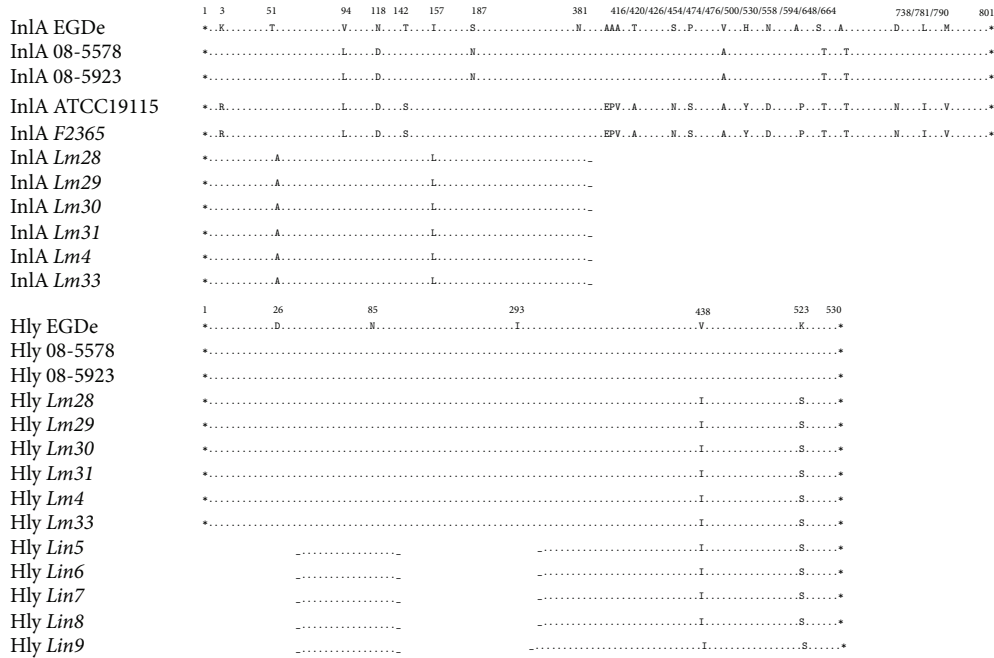 1 3 51 94 118 142 157 187 381 416/420/426/454/474/476/500/530/558 /594/648/664 738/781/790 801
InlA EGDe *..K..........T...............V......N.....T......I........S....................N.....AAA..T.......S..P......V...H...N.....A....S...A...........D....L....M........*
InlA 08-5578 *.............................L......D....................N............................................A....................T....T................................*
InlA 08-5923 *.............................L......D....................N............................................A....................T....T................................*
InlA ATCC19115 *..R..........................L......D.....S.........................................EPV..A.......N..S......A....Y...D.....P....T....T..........N....I....V........*
InlA F2365 *..R..........................L......D.....S.........................................EPV..A.......N..S......A....Y...D.....P....T....T..........N....I....V........*
InlA Lm28 *..............A................................L................................_
InlA Lm29 *..............A................................L................................_
InlA Lm30 *..............A................................L................................_
InlA Lm31 *..............A................................L................................_
InlA Lm4 *..............A................................L................................_
InlA Lm33 *..............A................................L................................_
1 26 85 293 438 523 530
Hly EGDe *..............D...................N..............................I......................................V....................K......*
Hly 08-5578 *....................................................................................................................................*
Hly 08-5923 *....................................................................................................................................*
Hly Lm28 *........................................................................................................I....................S......*
Hly Lm29 *........................................................................................................I....................S......*
Hly Lm30 *........................................................................................................I....................S......*
Hly Lm31 *........................................................................................................I....................S......*
Hly Lm4 *........................................................................................................I....................S......*
Hly Lm33 *........................................................................................................I....................S......*
Hly Lin5 _...................._ _.................................I....................S......*
Hly Lin6 _...................._ _.................................I....................S......*
Hly Lin7 _...................._ _.................................I....................S......*
Hly Lin8 _...................._ _.................................I....................S......*
Hly Lin9 _...................._ _...................................I....................S......*